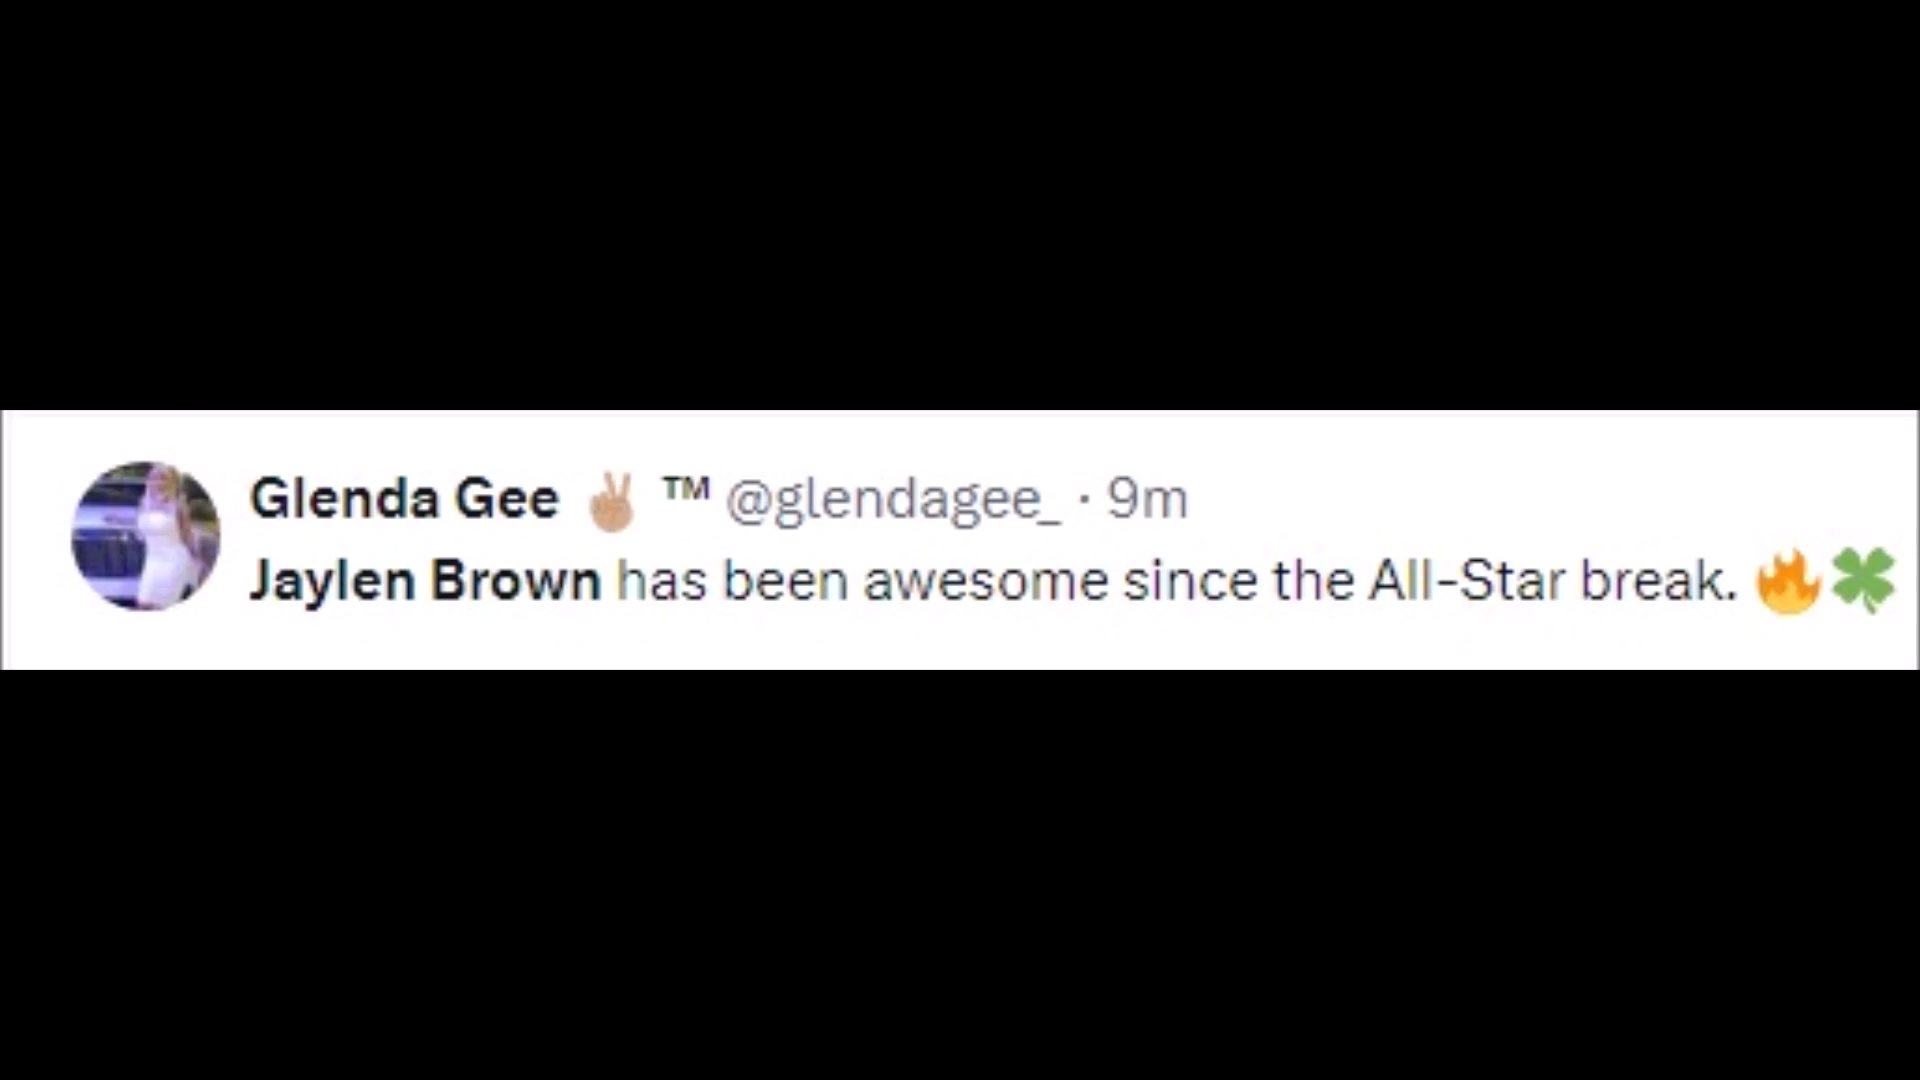 Glenda Gee ✌🏼 ™ @glendagee_ · 9m
Jaylen Brown has been awesome since the All-Star break. 🔥🍀